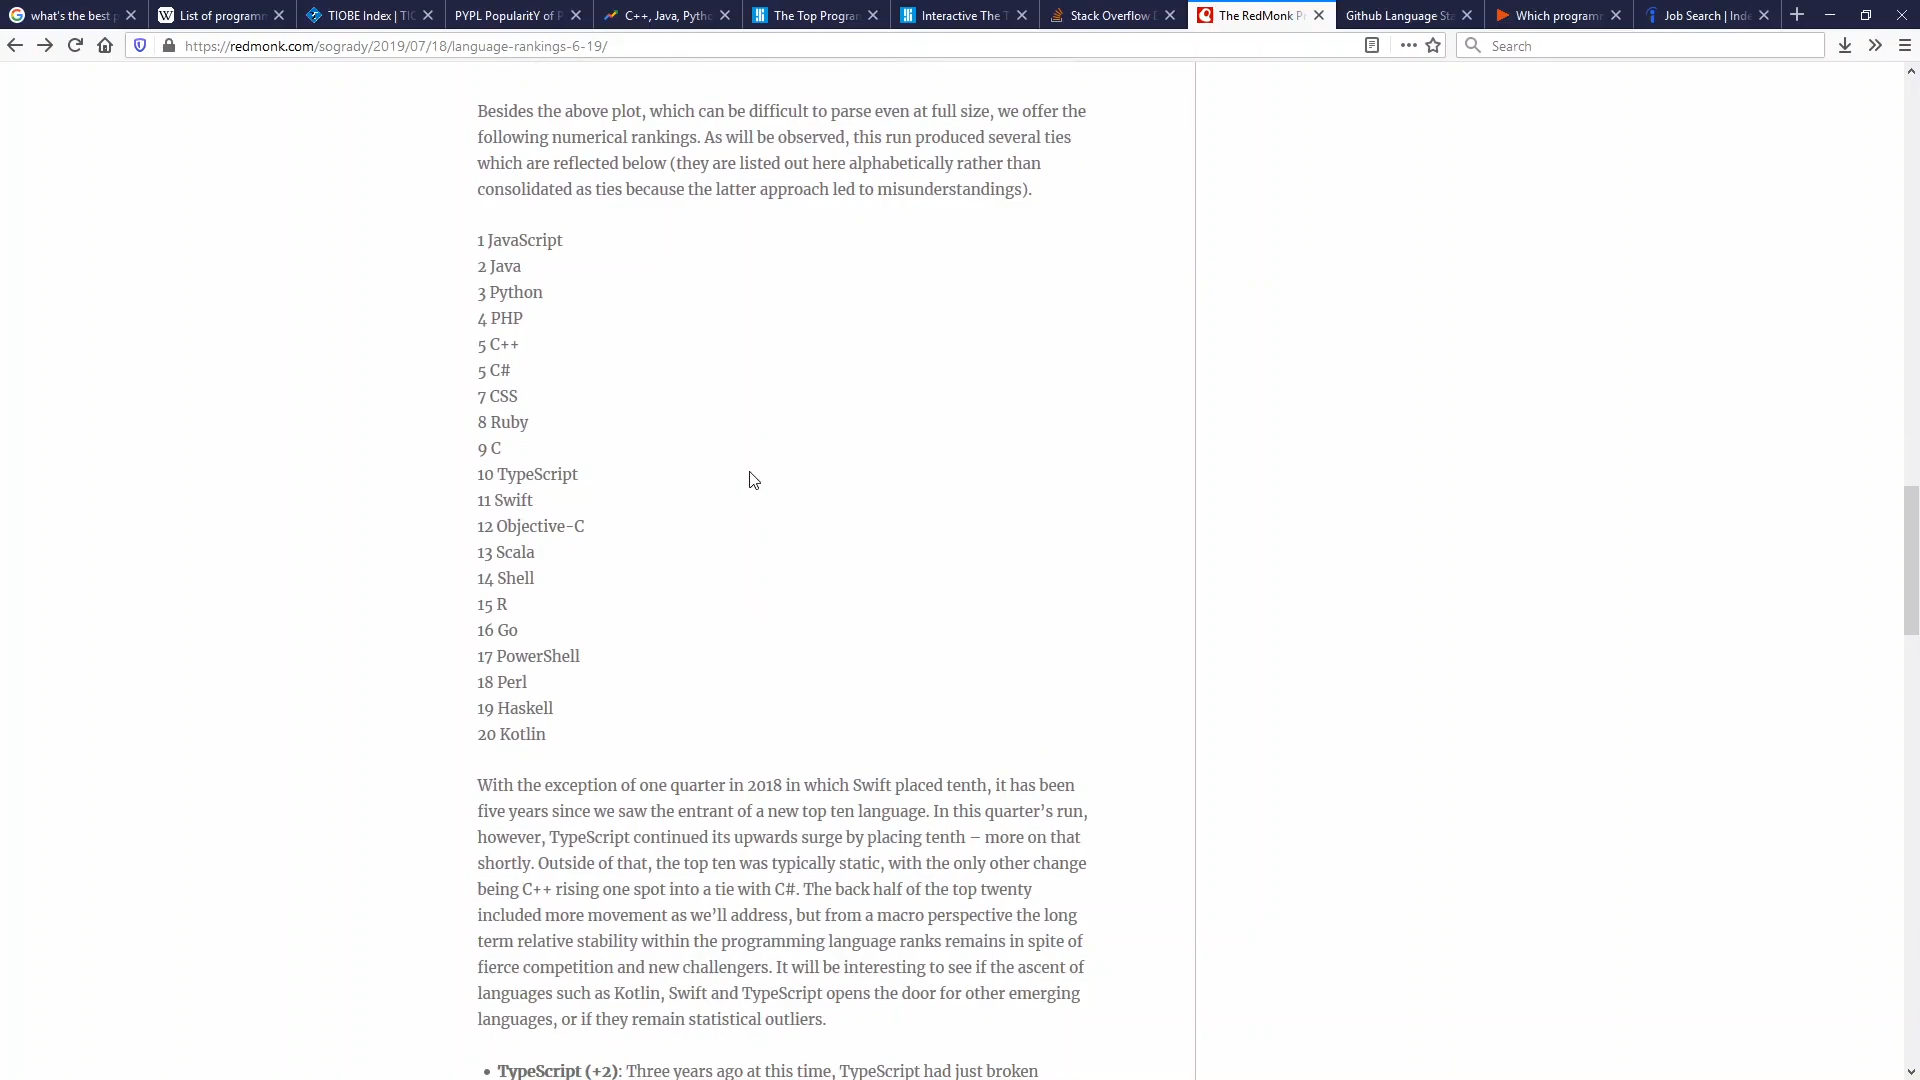 what's the best p
List of programm
TIOBE Index | TIO
PYPL PopularitY of P
C++, Java, Pytho
The Top Program
Interactive The T
Stack Overflow D
The RedMonk Pr
Github Language Sta
Which programm
Job Search | Inde
https://redmonk.com/sogrady/2019/07/18/language-rankings-6-19/
Search
Besides the above plot, which can be difficult to parse even at full size, we offer the
following numerical rankings. As will be observed, this run produced several ties
which are reflected below (they are listed out here alphabetically rather than
consolidated as ties because the latter approach led to misunderstandings).
1 JavaScript
2 Java
3 Python
4 PHP
5 C++
5 C#
7 CSS
8 Ruby
9 C
10 TypeScript
11 Swift
12 Objective-C
13 Scala
14 Shell
15 R
16 Go
17 PowerShell
18 Perl
19 Haskell
20 Kotlin
With the exception of one quarter in 2018 in which Swift placed tenth, it has been
five years since we saw the entrant of a new top ten language. In this quarter's run,
however, TypeScript continued its upwards surge by placing tenth – more on that
shortly. Outside of that, the top ten was typically static, with the only other change
being C++ rising one spot into a tie with C#. The back half of the top twenty
included more movement as we'll address, but from a macro perspective the long
term relative stability within the programming language ranks remains in spite of
fierce competition and new challengers. It will be interesting to see if the ascent of
languages such as Kotlin, Swift and TypeScript opens the door for other emerging
languages, or if they remain statistical outliers.
• TypeScript (+2): Three years ago at this time, TypeScript had just broken